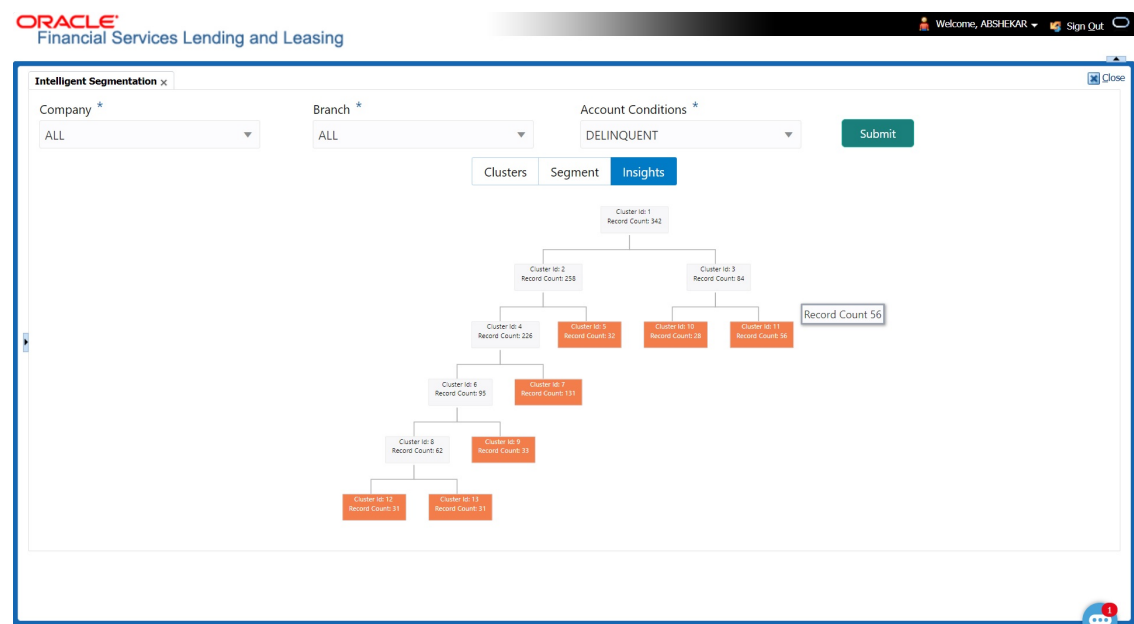 ORACLE
Financial Services Lending and Leasing
Welcome, ABSHEKAR
Sign Out
Intelligent Segmentation x
Close
Company *
Branch *
Account Conditions *
ALL
ALL
DELINQUENT
Submit
Clusters
Segment
Insights
Cluster Id: 1
Record Count: 342
Cluster Id: 2
Record Count: 258
Cluster Id: 3
Record Count: 84
Record Count 56
Cluster Id: 4
Record Count: 226
Cluster Id: 5
Record Count: 32
Cluster Id: 10
Record Count: 28
Cluster Id: 11
Record Count: 56
Cluster Id: 6
Record Count: 95
Cluster Id: 7
Record Count: 131
Cluster Id: 8
Record Count: 62
Cluster Id: 9
Record Count: 33
Cluster Id: 12
Record Count: 31
Cluster Id: 13
Record Count: 31
1